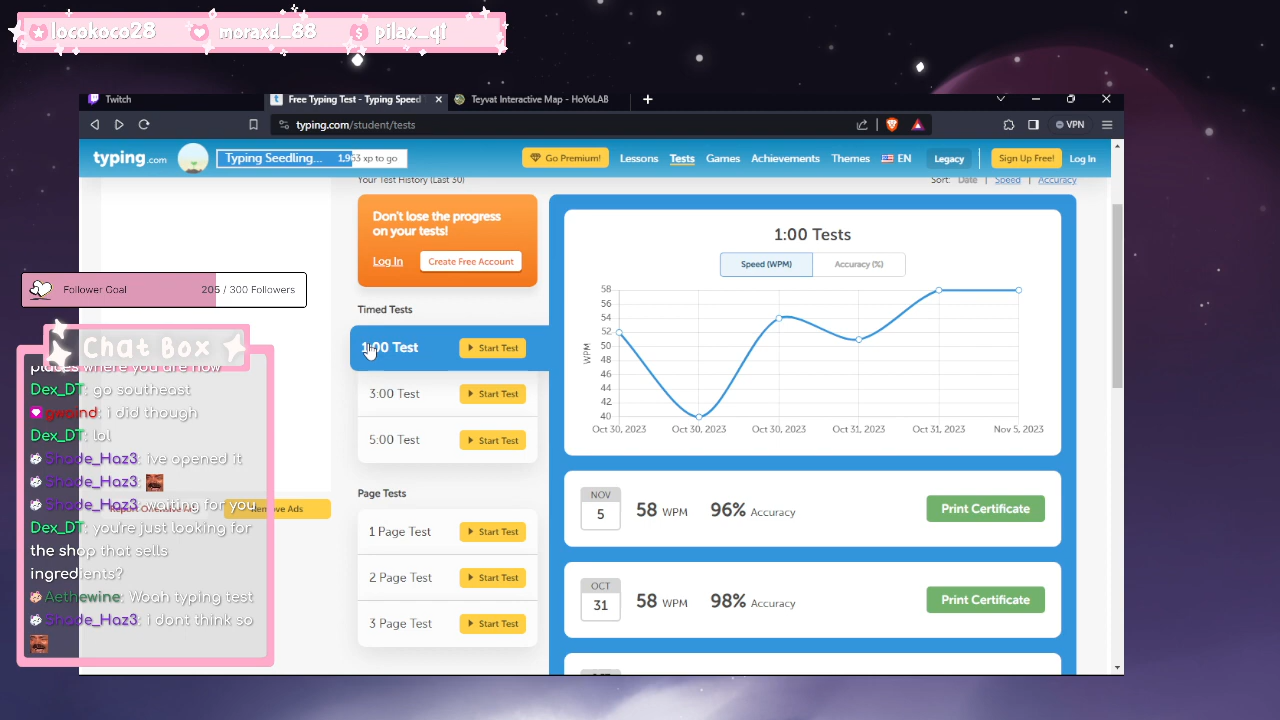 locokoco28 moraxd_88 pilax_qt
Twitch
Free Typing Test - Typing Speed
Teyvat Interactive Map - HoYoLAB
typing.com/student/tests
VPN
typing.com
Typing Seedling...
xp to go
Go Premium!
Lessons
Tests
Games
Achievements
Themes
EN
Legacy
Sign Up Free!
Log In
Your Test History (Last 30)
Sort: Date | Speed | Accuracy
Don't lose the progress
on your tests!
Log In
Create Free Account
Timed Tests
1:00 Test
Start Test
3:00 Test
Start Test
5:00 Test
Start Test
Page Tests
1 Page Test
Start Test
2 Page Test
Start Test
3 Page Test
Start Test
1:00 Tests
Speed (WPM)
Accuracy (%)
WPM
58
56
54
52
50
48
46
44
42
40
Oct 30, 2023
Oct 30, 2023
Oct 30, 2023
Oct 31, 2023
Oct 31, 2023
Nov 5, 2023
NOV
5
58 WPM
96% Accuracy
Print Certificate
OCT
31
58 WPM
98% Accuracy
Print Certificate
Follower Goal
205 / 300 Followers
Chat Box
places where you are now
Dex_DT: go southeast
gwoind: i did though
Dex_DT: lol
Shade_Haz3: ive opened it
Shade_Haz3:
Shade_Haz3: waiting for you
Remove Ads
Dex_DT: you're just looking for
the shop that sells
ingredients?
Aethewine: Woah typing test
Shade_Haz3: i dont think so